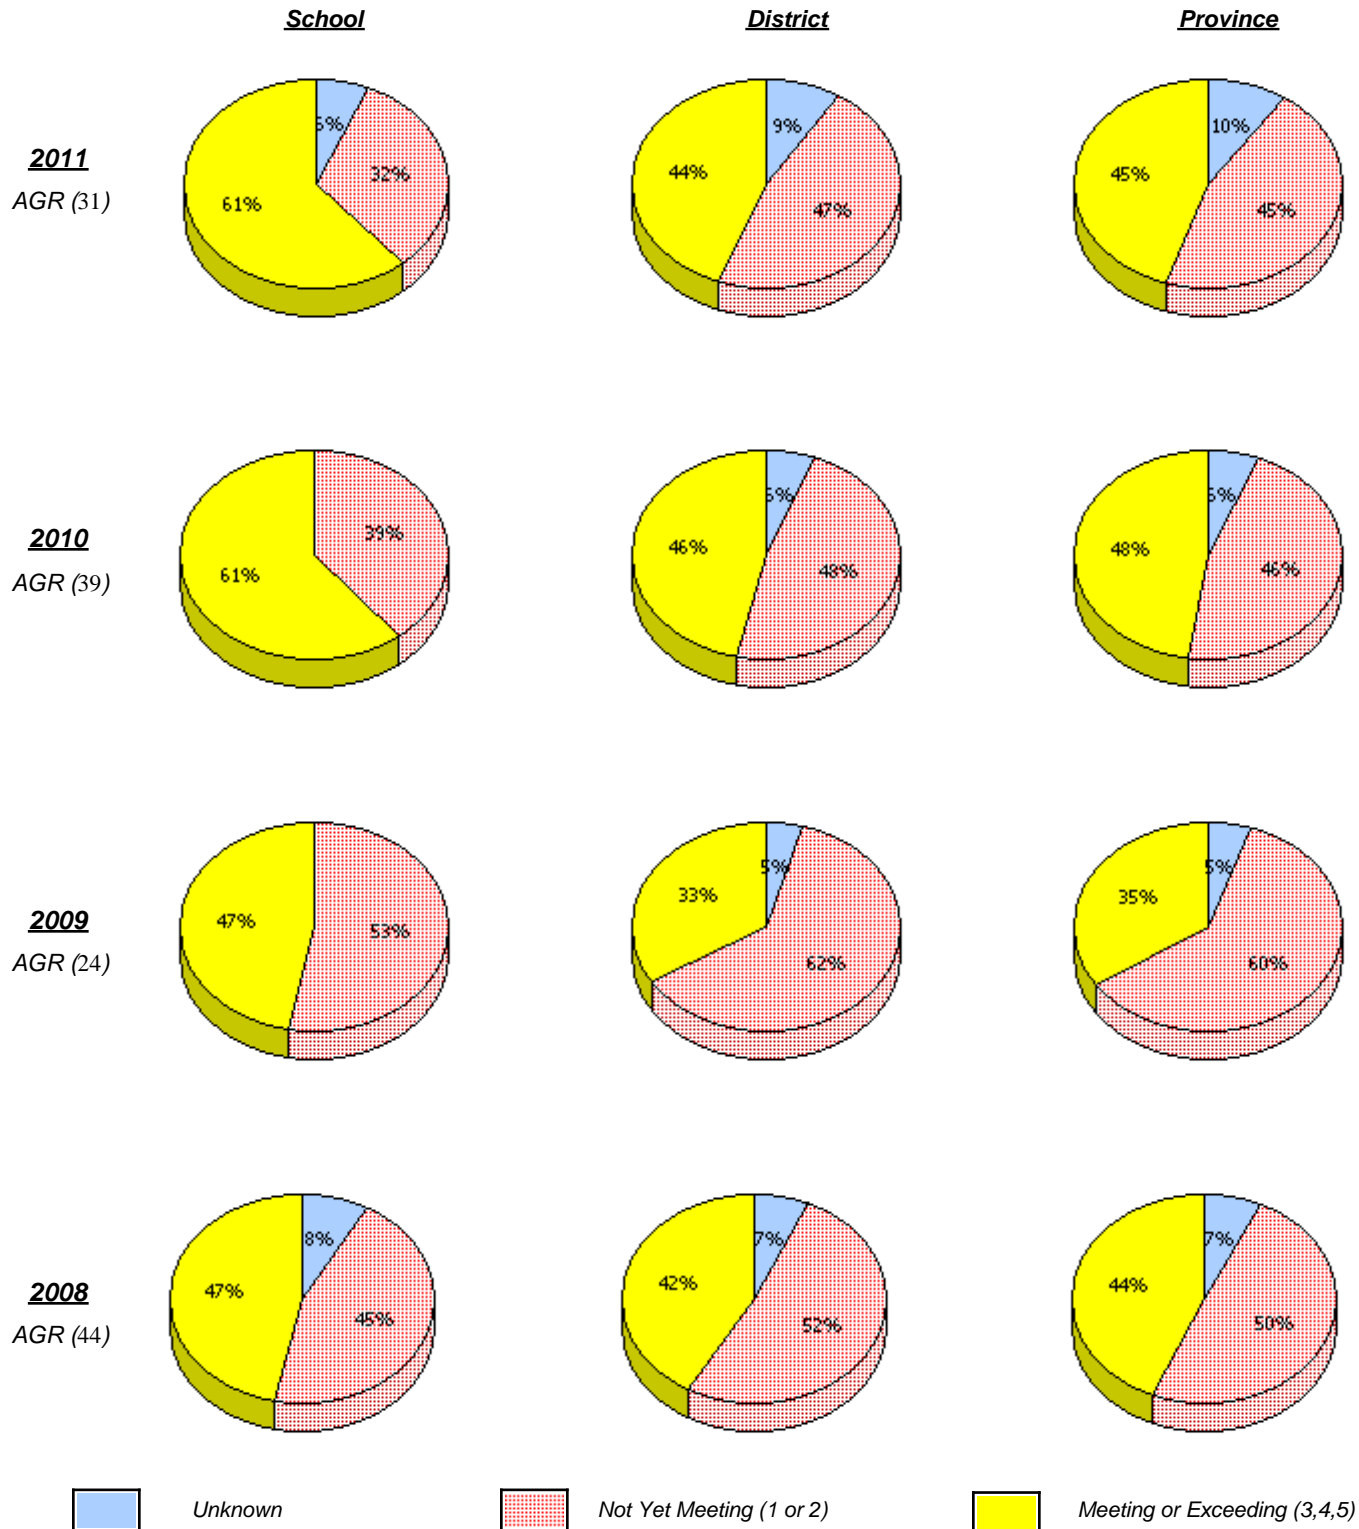 School District Province
6% 9% 10%
2011
AGR (31)
32% 44% 45%
61% 47% 45%
6% 6%
2010
AGR (39)
39% 46% 48%
61% 48% 46%
5% 5%
2009
AGR (24)
47% 53% 33% 35%
62% 60%
8% 7% 7%
2008
AGR (44)
47% 42% 44%
45% 52% 50%
Unknown Not Yet Meeting (1 or 2) Meeting or Exceeding (3,4,5)